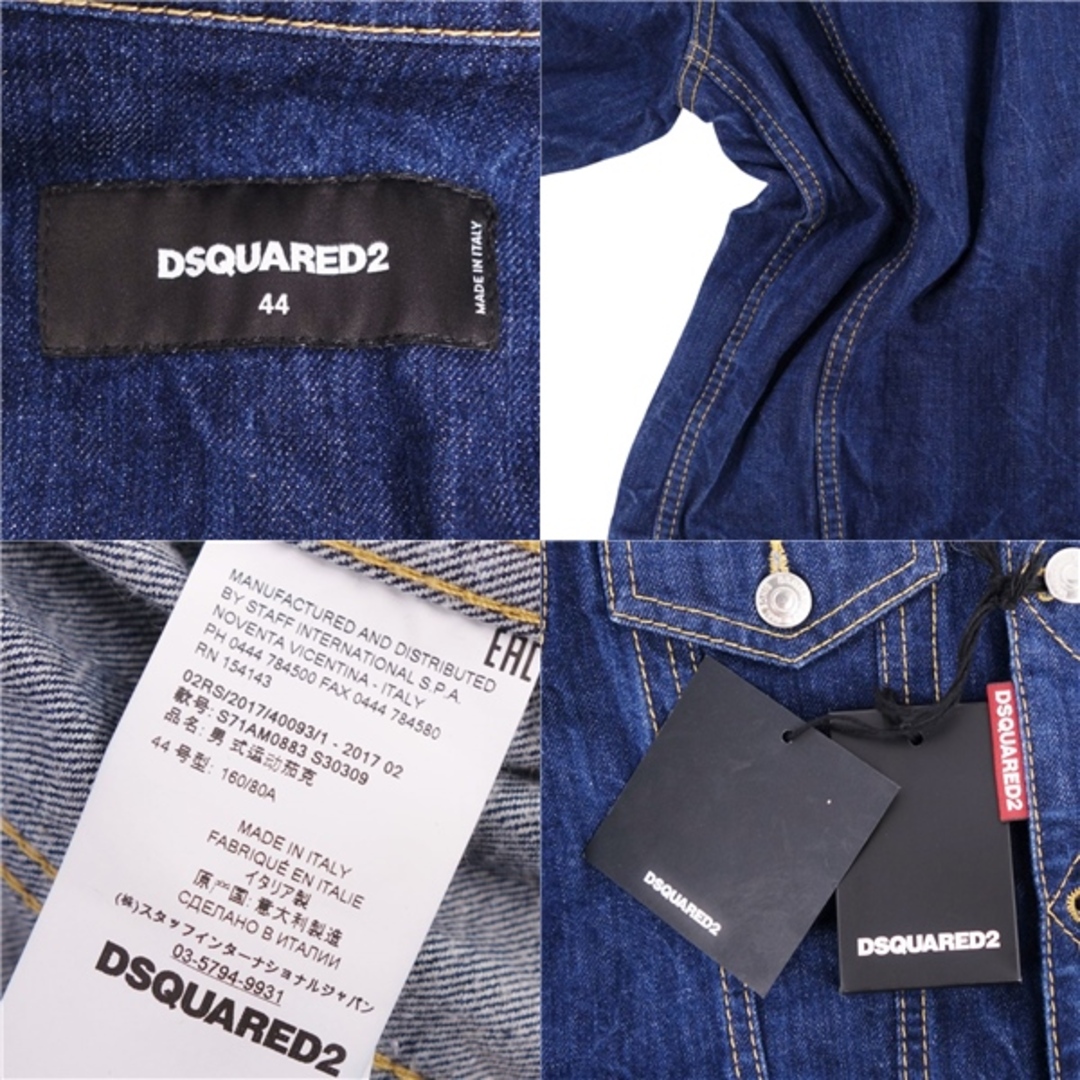 DSQUARED2
44
MADE IN ITALY
MANUFACTURED AND DISTRIBUTED
BY STAFF INTERNATIONAL S.P.A.
NOVENTA VICENTINA - ITALY
PH 0444 784500 FAX 0444 784580
RN 154143
EAC
02RS/2017/40093/1 - 2017 02
款号: S71AM0883 S30309
品名: 男 式运动茄克
44 号型: 160/80A
MADE IN ITALY
FABRIQUÉ EN ITALIE
イタリア製
原产国: 意大利製造
СДЕЛАНО В ИТАЛИИ
(株)スタッフインターナショナルジャパン
03-5794-9931
DSQUARED2
DSQUARED2
DSQUARED2
DSQUARED2